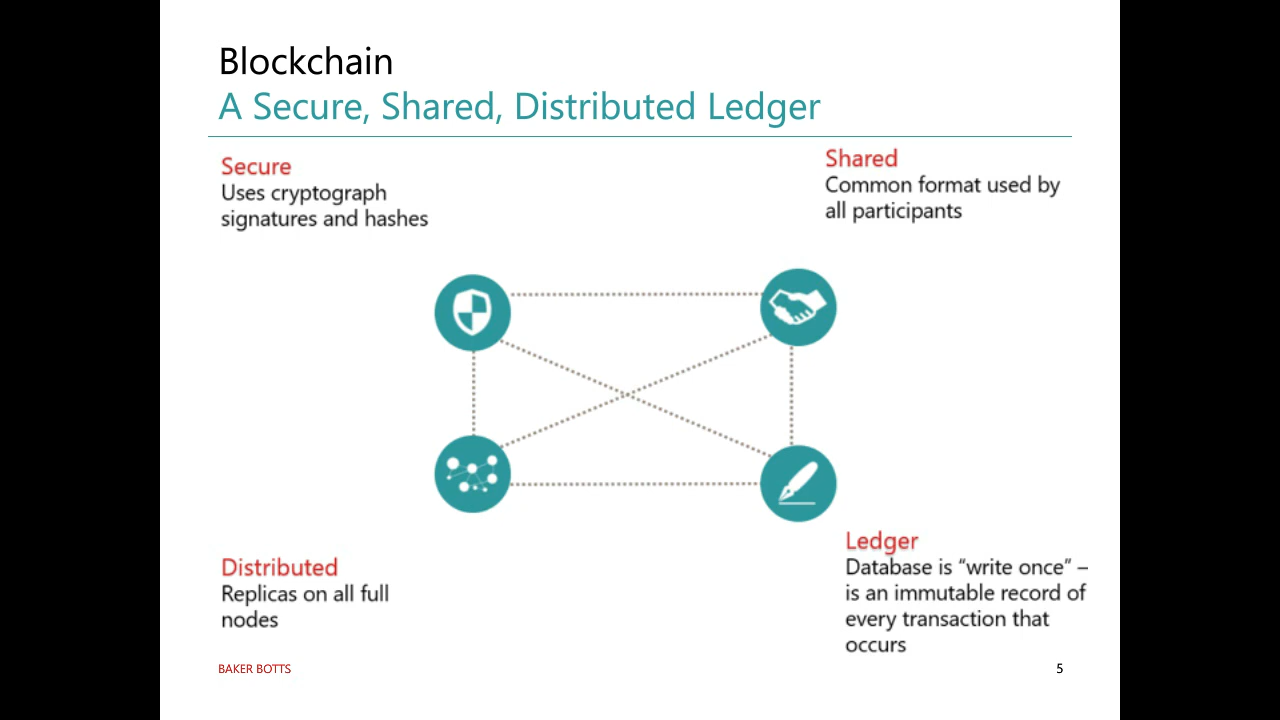 Blockchain
A Secure, Shared, Distributed Ledger
Secure
Uses cryptograph
signatures and hashes
Shared
Common format used by
all participants
Distributed
Replicas on all full
nodes
Ledger
Database is “write once” –
is an immutable record of
every transaction that
occurs
BAKER BOTTS
5